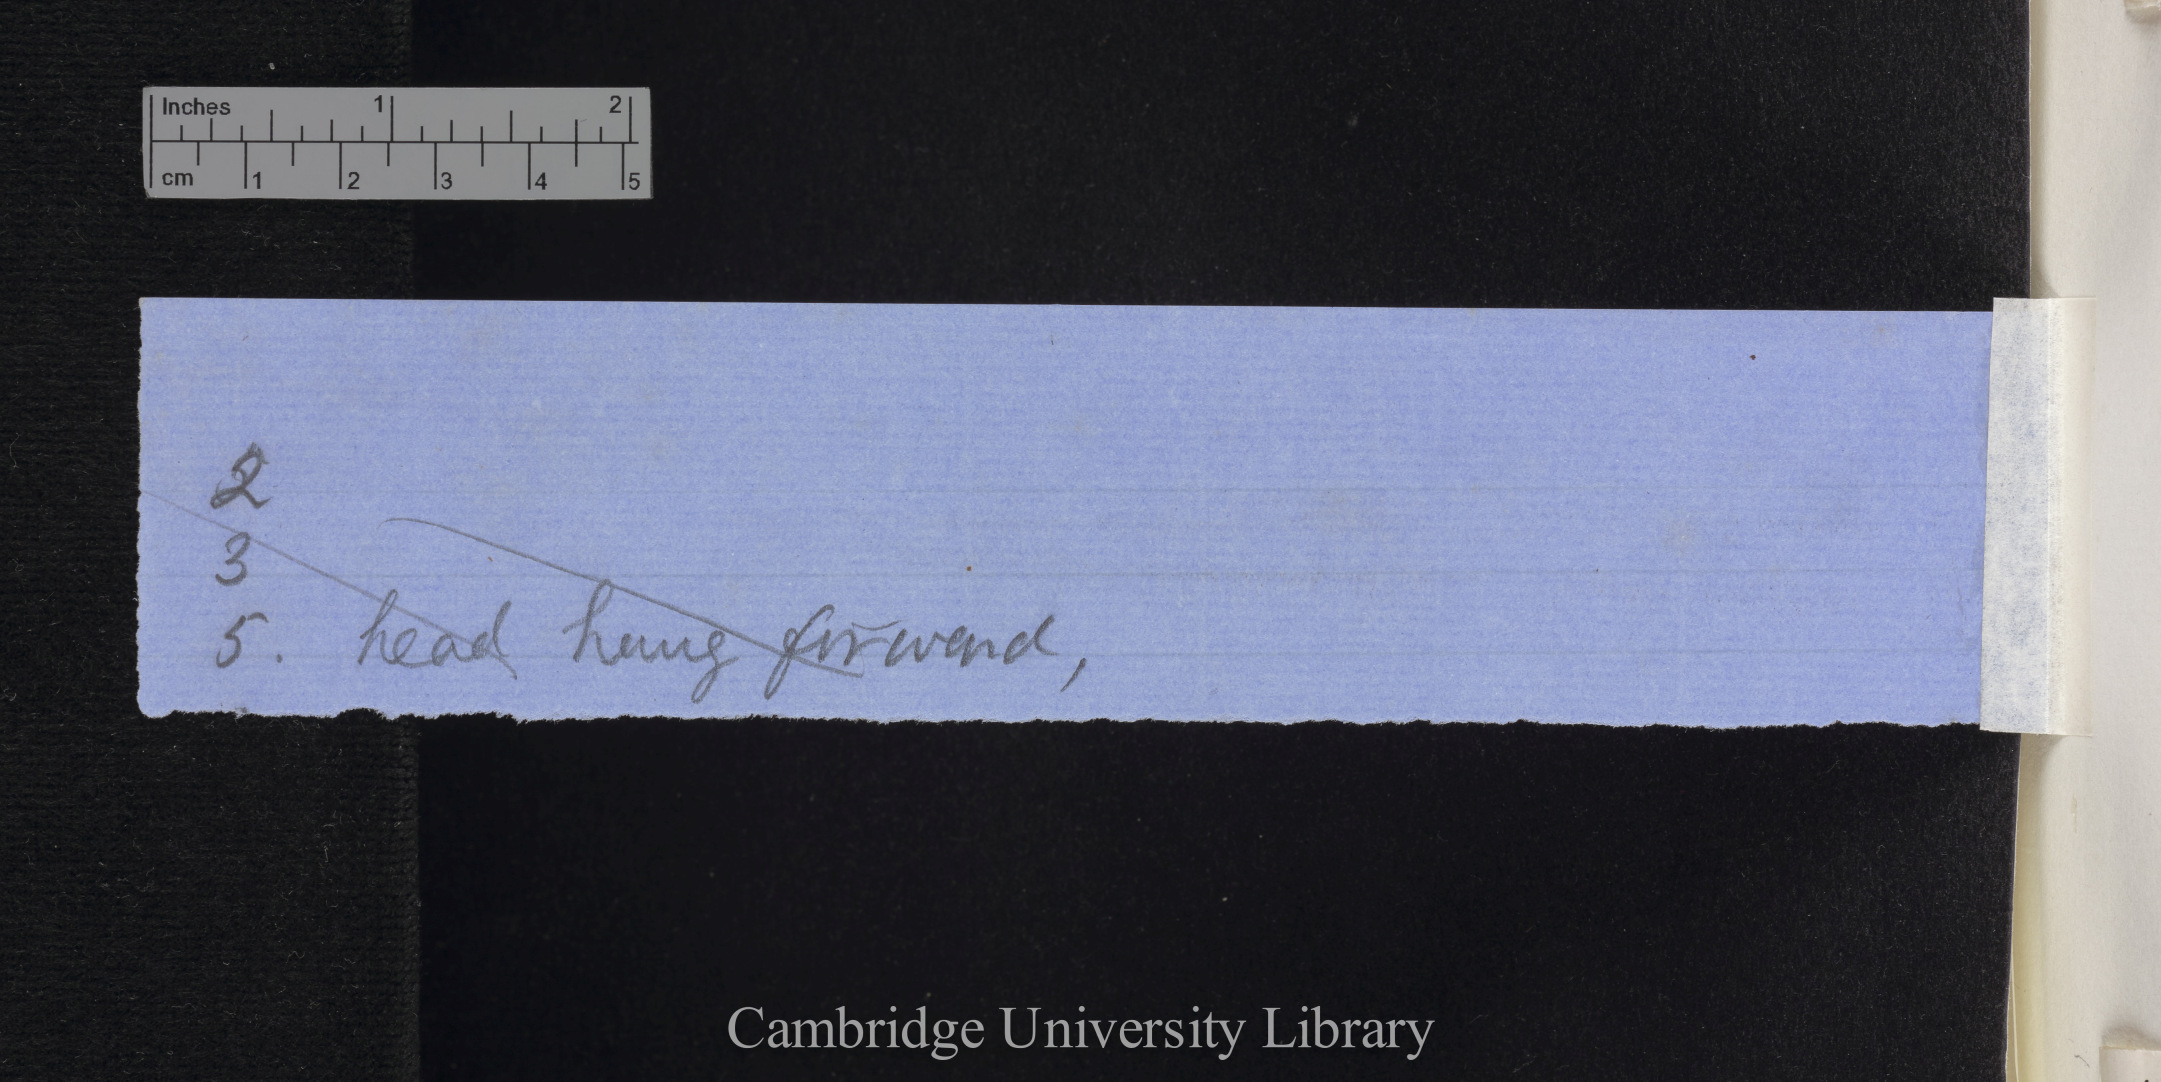 Inches 1 2
cm 1 2 3 4 5
2
3
5. head hung forward,
Cambridge University Library